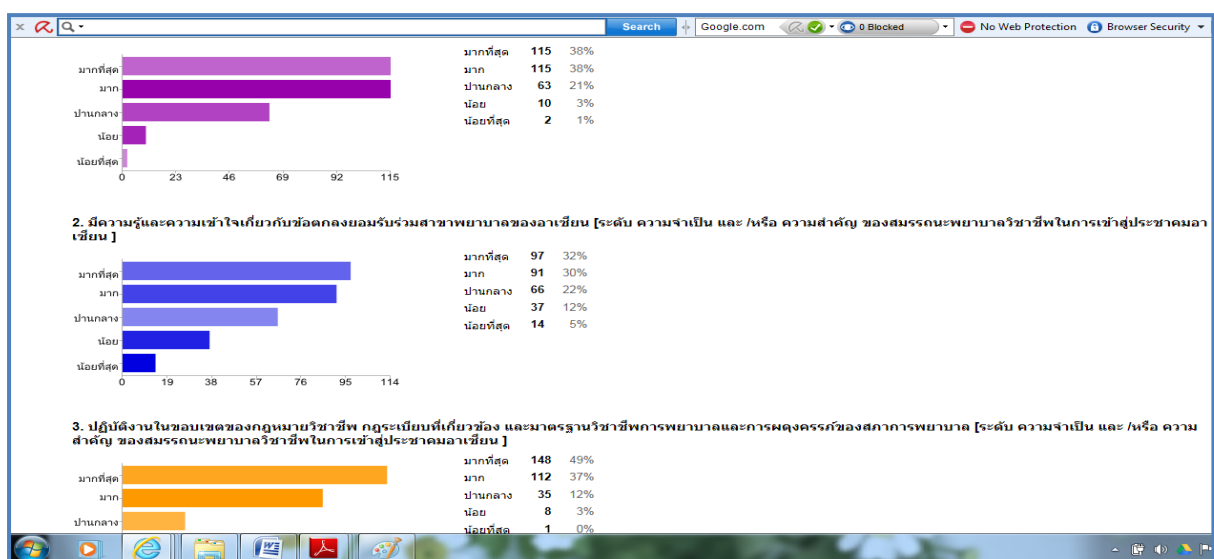 Search Google.com 0 Blocked No Web Protection Browser Security
มากที่สุด 115 38%
มาก 115 38%
ปานกลาง 63 21%
น้อย 10 3%
น้อยที่สุด 2 1%
มากที่สุด
มาก
ปานกลาง
น้อย
น้อยที่สุด
0 23 46 69 92 115
2. มีความรู้และความเข้าใจเกี่ยวกับข้อตกลงยอมรับร่วมสาขาพยาบาลของอาเซียน [ระดับ ความจำเป็น และ /หรือ ความสำคัญ ของสมรรถนะพยาบาลวิชาชีพในการเข้าสู่ประชาคมอา
เซียน ]
มากที่สุด 97 32%
มาก 91 30%
ปานกลาง 66 22%
น้อย 37 12%
น้อยที่สุด 14 5%
มากที่สุด
มาก
ปานกลาง
น้อย
น้อยที่สุด
0 19 38 57 76 95 114
3. ปฏิบัติงานในขอบเขตของกฎหมายวิชาชีพ กฎระเบียบที่เกี่ยวข้อง และมาตรฐานวิชาชีพการพยาบาลและการผดุงครรภ์ของสภาการพยาบาล [ระดับ ความจำเป็น และ /หรือ ความ
สำคัญ ของสมรรถนะพยาบาลวิชาชีพในการเข้าสู่ประชาคมอาเซียน ]
มากที่สุด 148 49%
มาก 112 37%
ปานกลาง 35 12%
น้อย 8 3%
น้อยที่สุด 1 0%
มากที่สุด
มาก
ปานกลาง